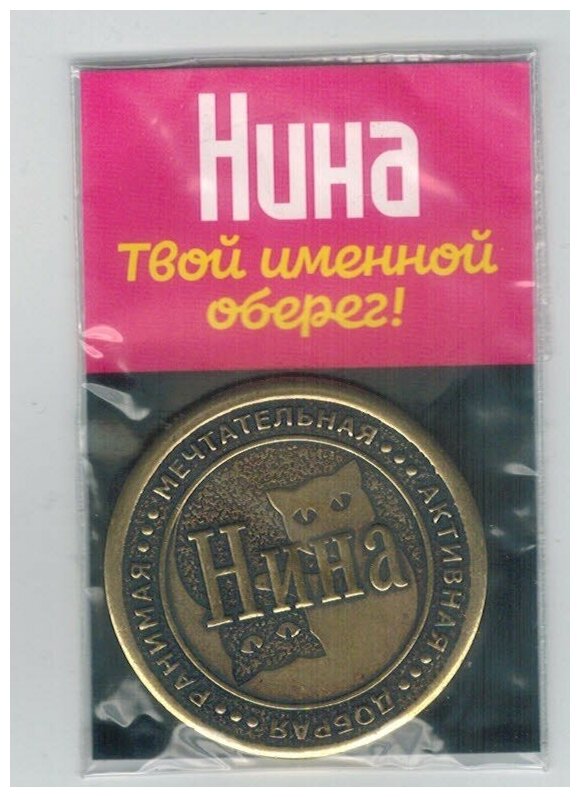 Нина
Твой именной
оберег!
МЕЧТАТЕЛЬНАЯ
АКТИВНАЯ
ДОБРАЯ
РАНИМАЯ
Нина